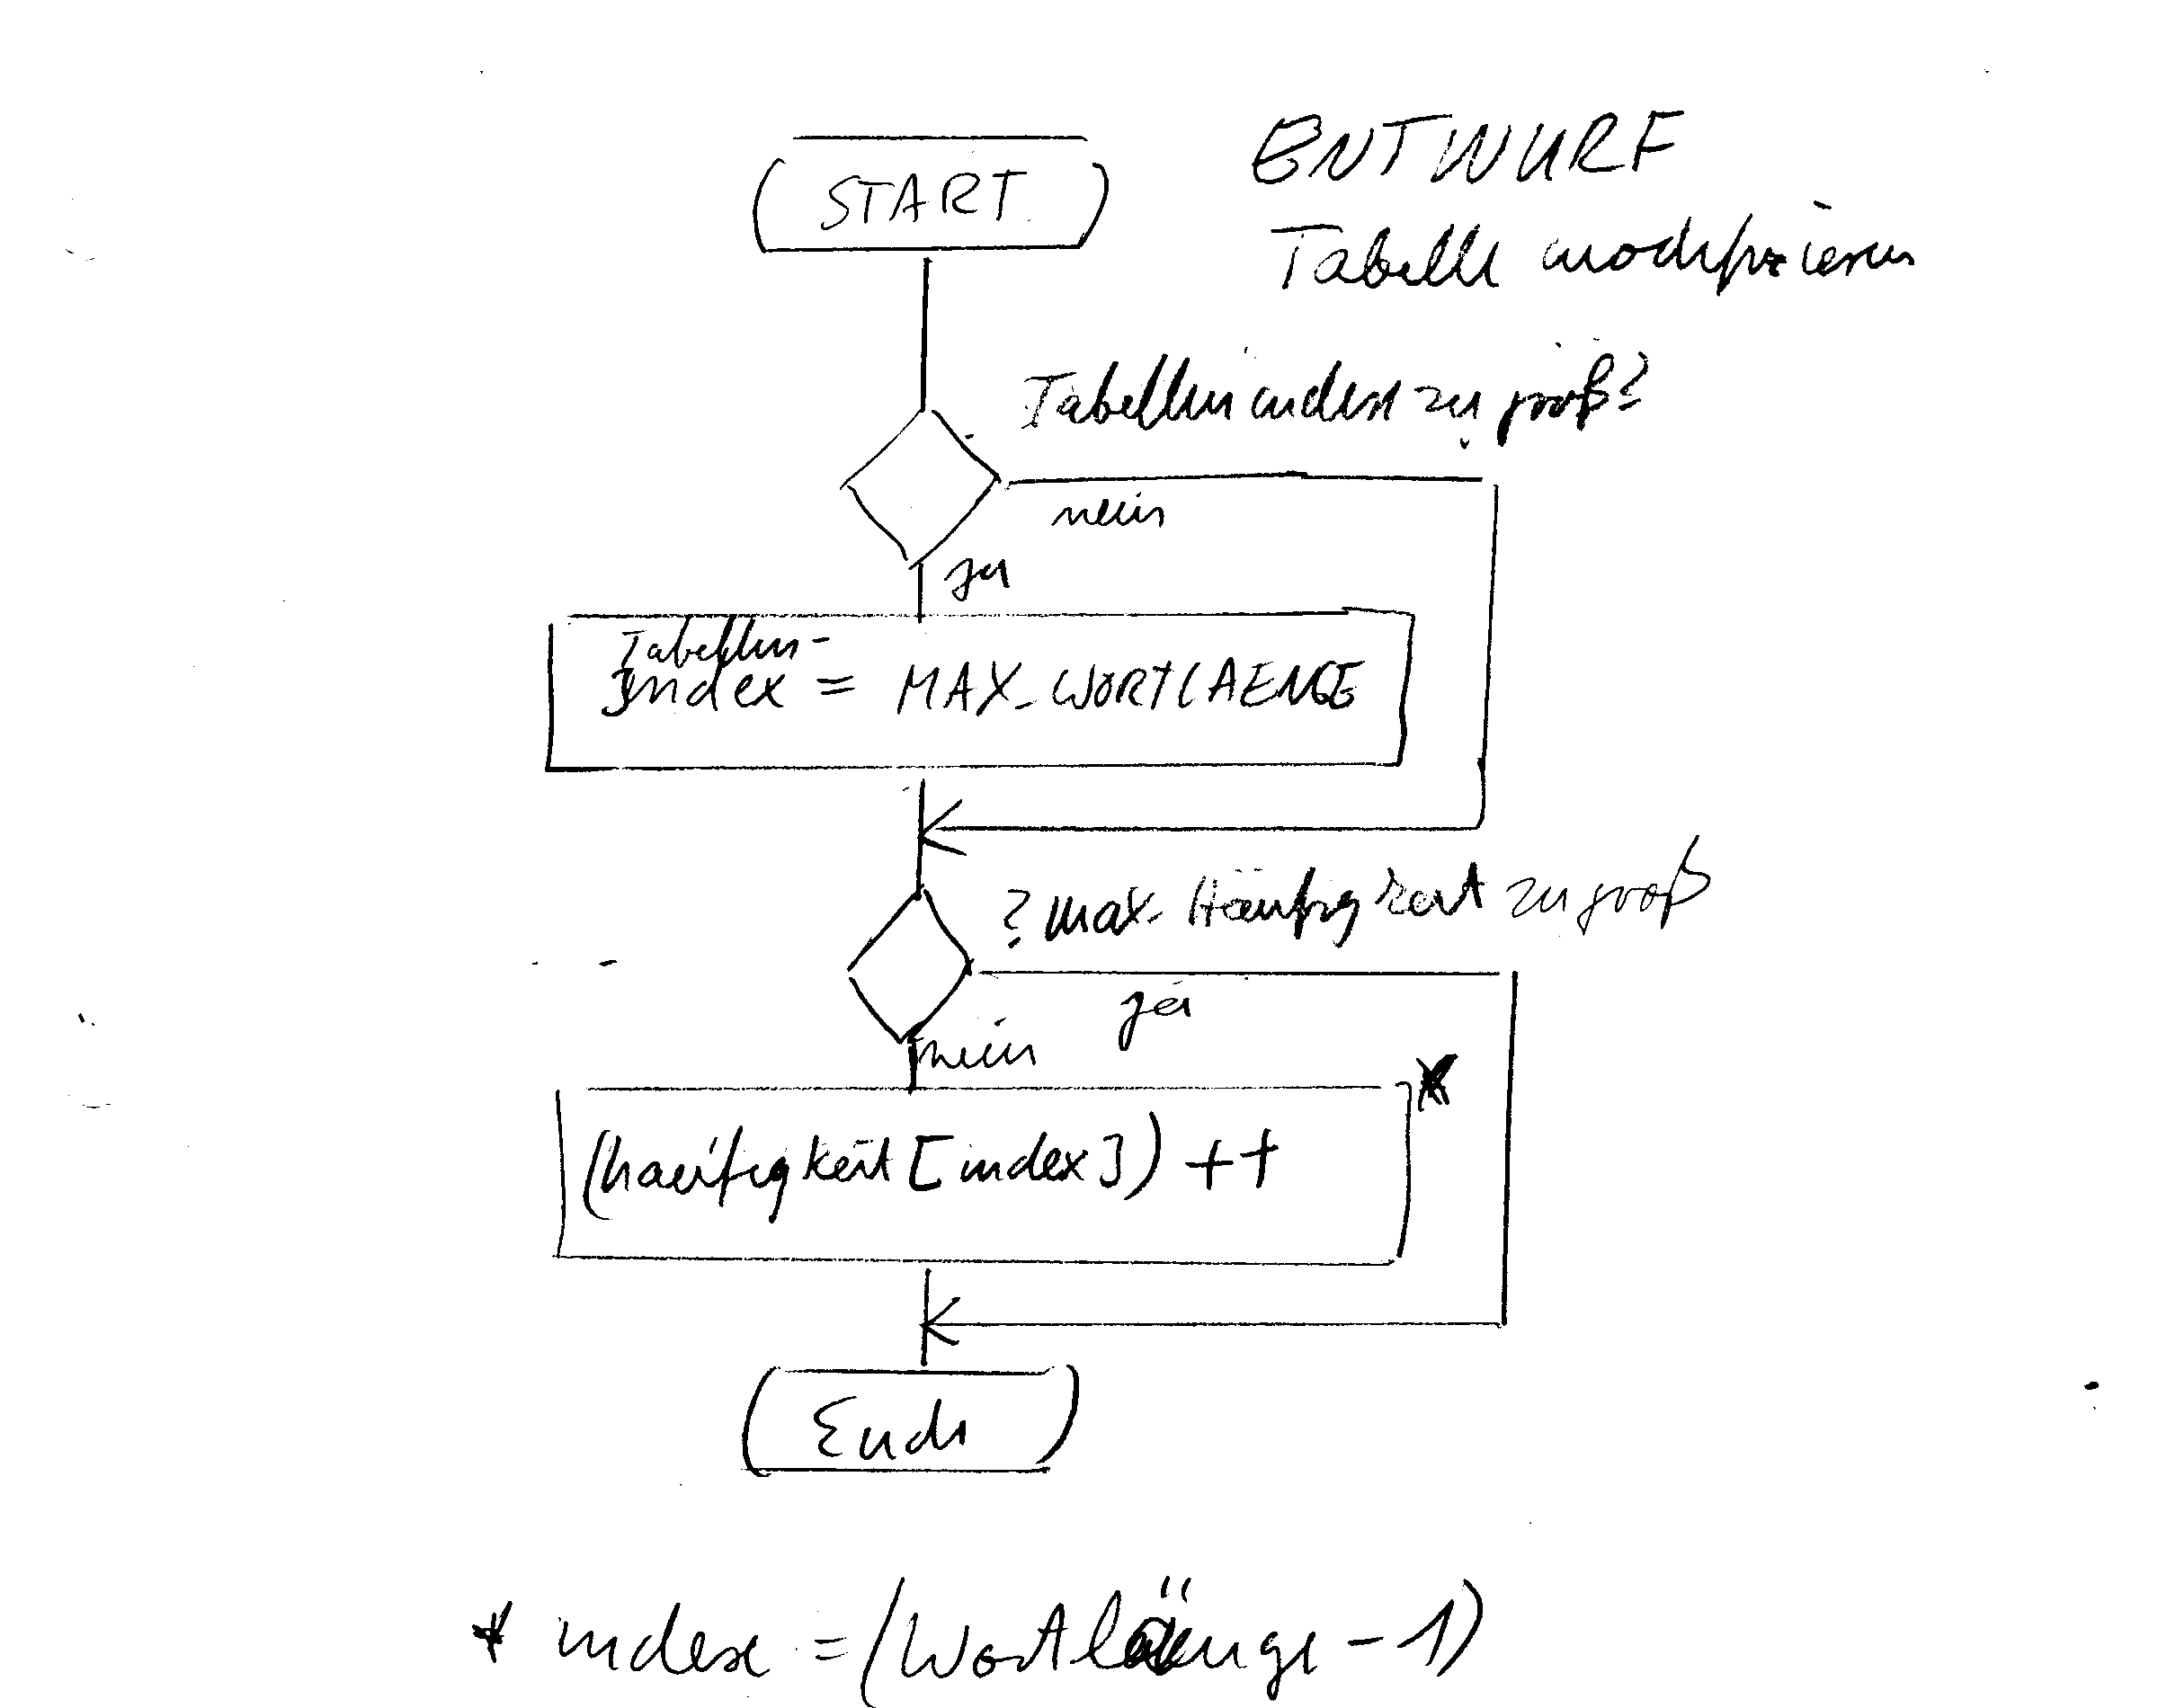 ENTWURF
START
Tabelle modifizieren
Tabellenindex zu groß?
nein
ja
Tabellen-
Index = MAX_WORTLAENGE
? max. Häufigkeit zu groß
ja
nein
*
(haeufigkeit [index]) ++
Ende
* index = (Wortlänge - 1)